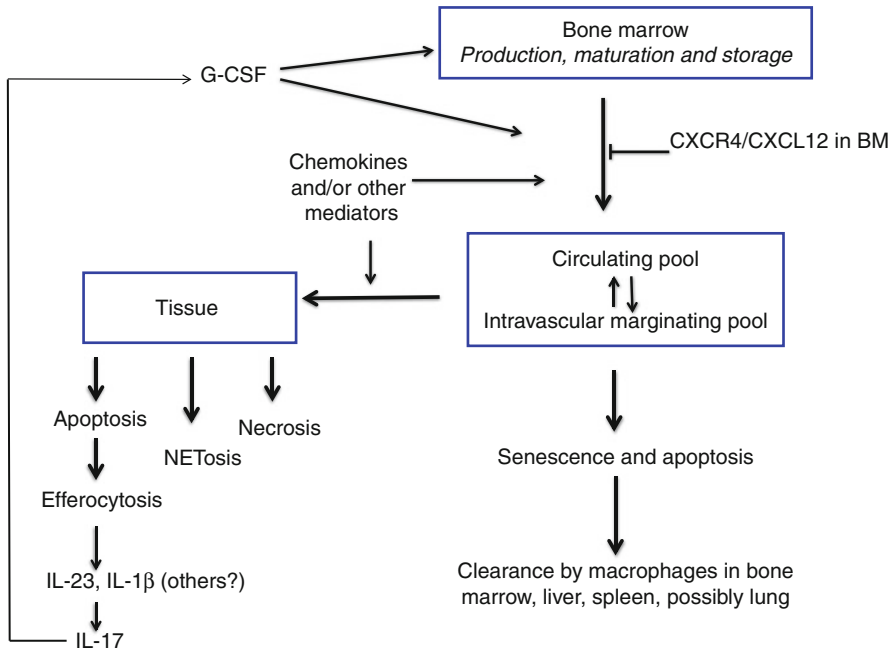 Bone marrow
Production, maturation and storage
G-CSF
CXCR4/CXCL12 in BM
Chemokines
and/or other
mediators
Circulating pool
Intravascular marginating pool
Tissue
Apoptosis
NETosis
Necrosis
Efferocytosis
IL-23, IL-1β (others?)
IL-17
Senescence and apoptosis
Clearance by macrophages in bone
marrow, liver, spleen, possibly lung